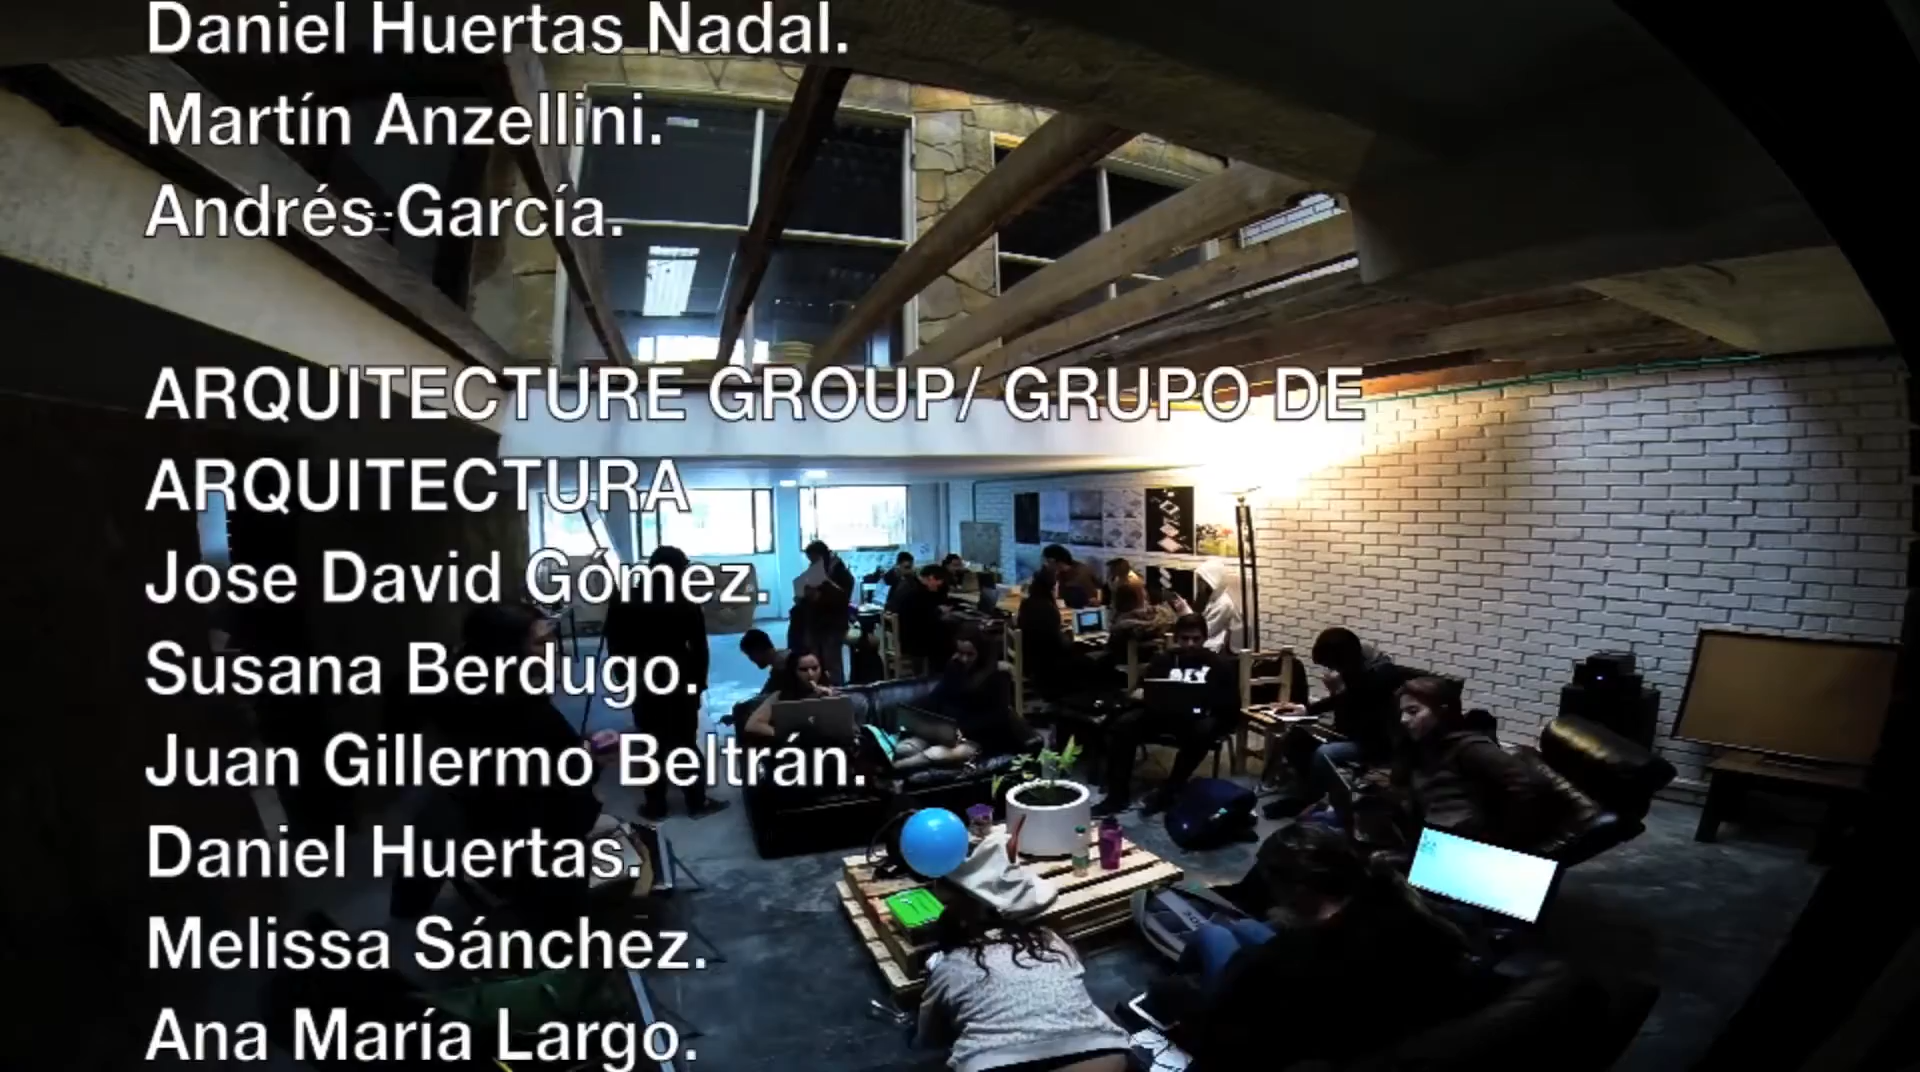 Daniel Huertas Nadal.
Martín Anzellini.
Andrés García.
ARQUITECTURE GROUP/ GRUPO DE
ARQUITECTURA
Jose David Gómez.
Susana Berdugo.
Juan Gillermo Beltrán.
Daniel Huertas.
Melissa Sánchez.
Ana María Largo.